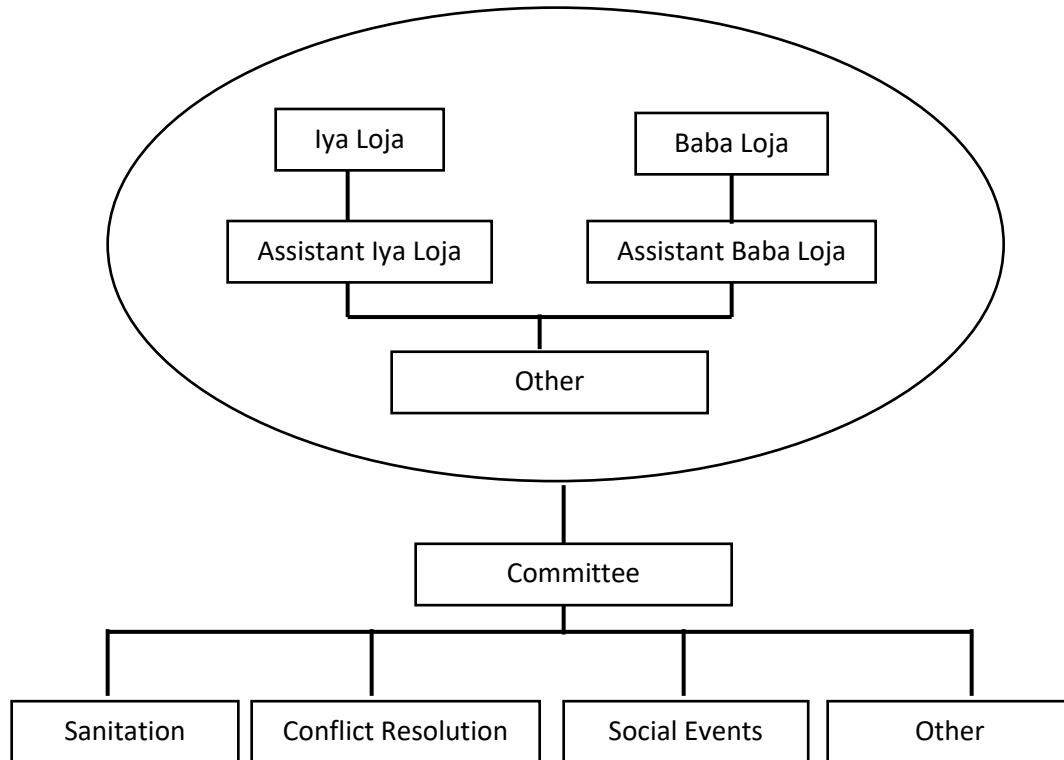 Iya Loja
Baba Loja
Assistant Iya Loja
Assistant Baba Loja
Other
Committee
Sanitation
Conflict Resolution
Social Events
Other